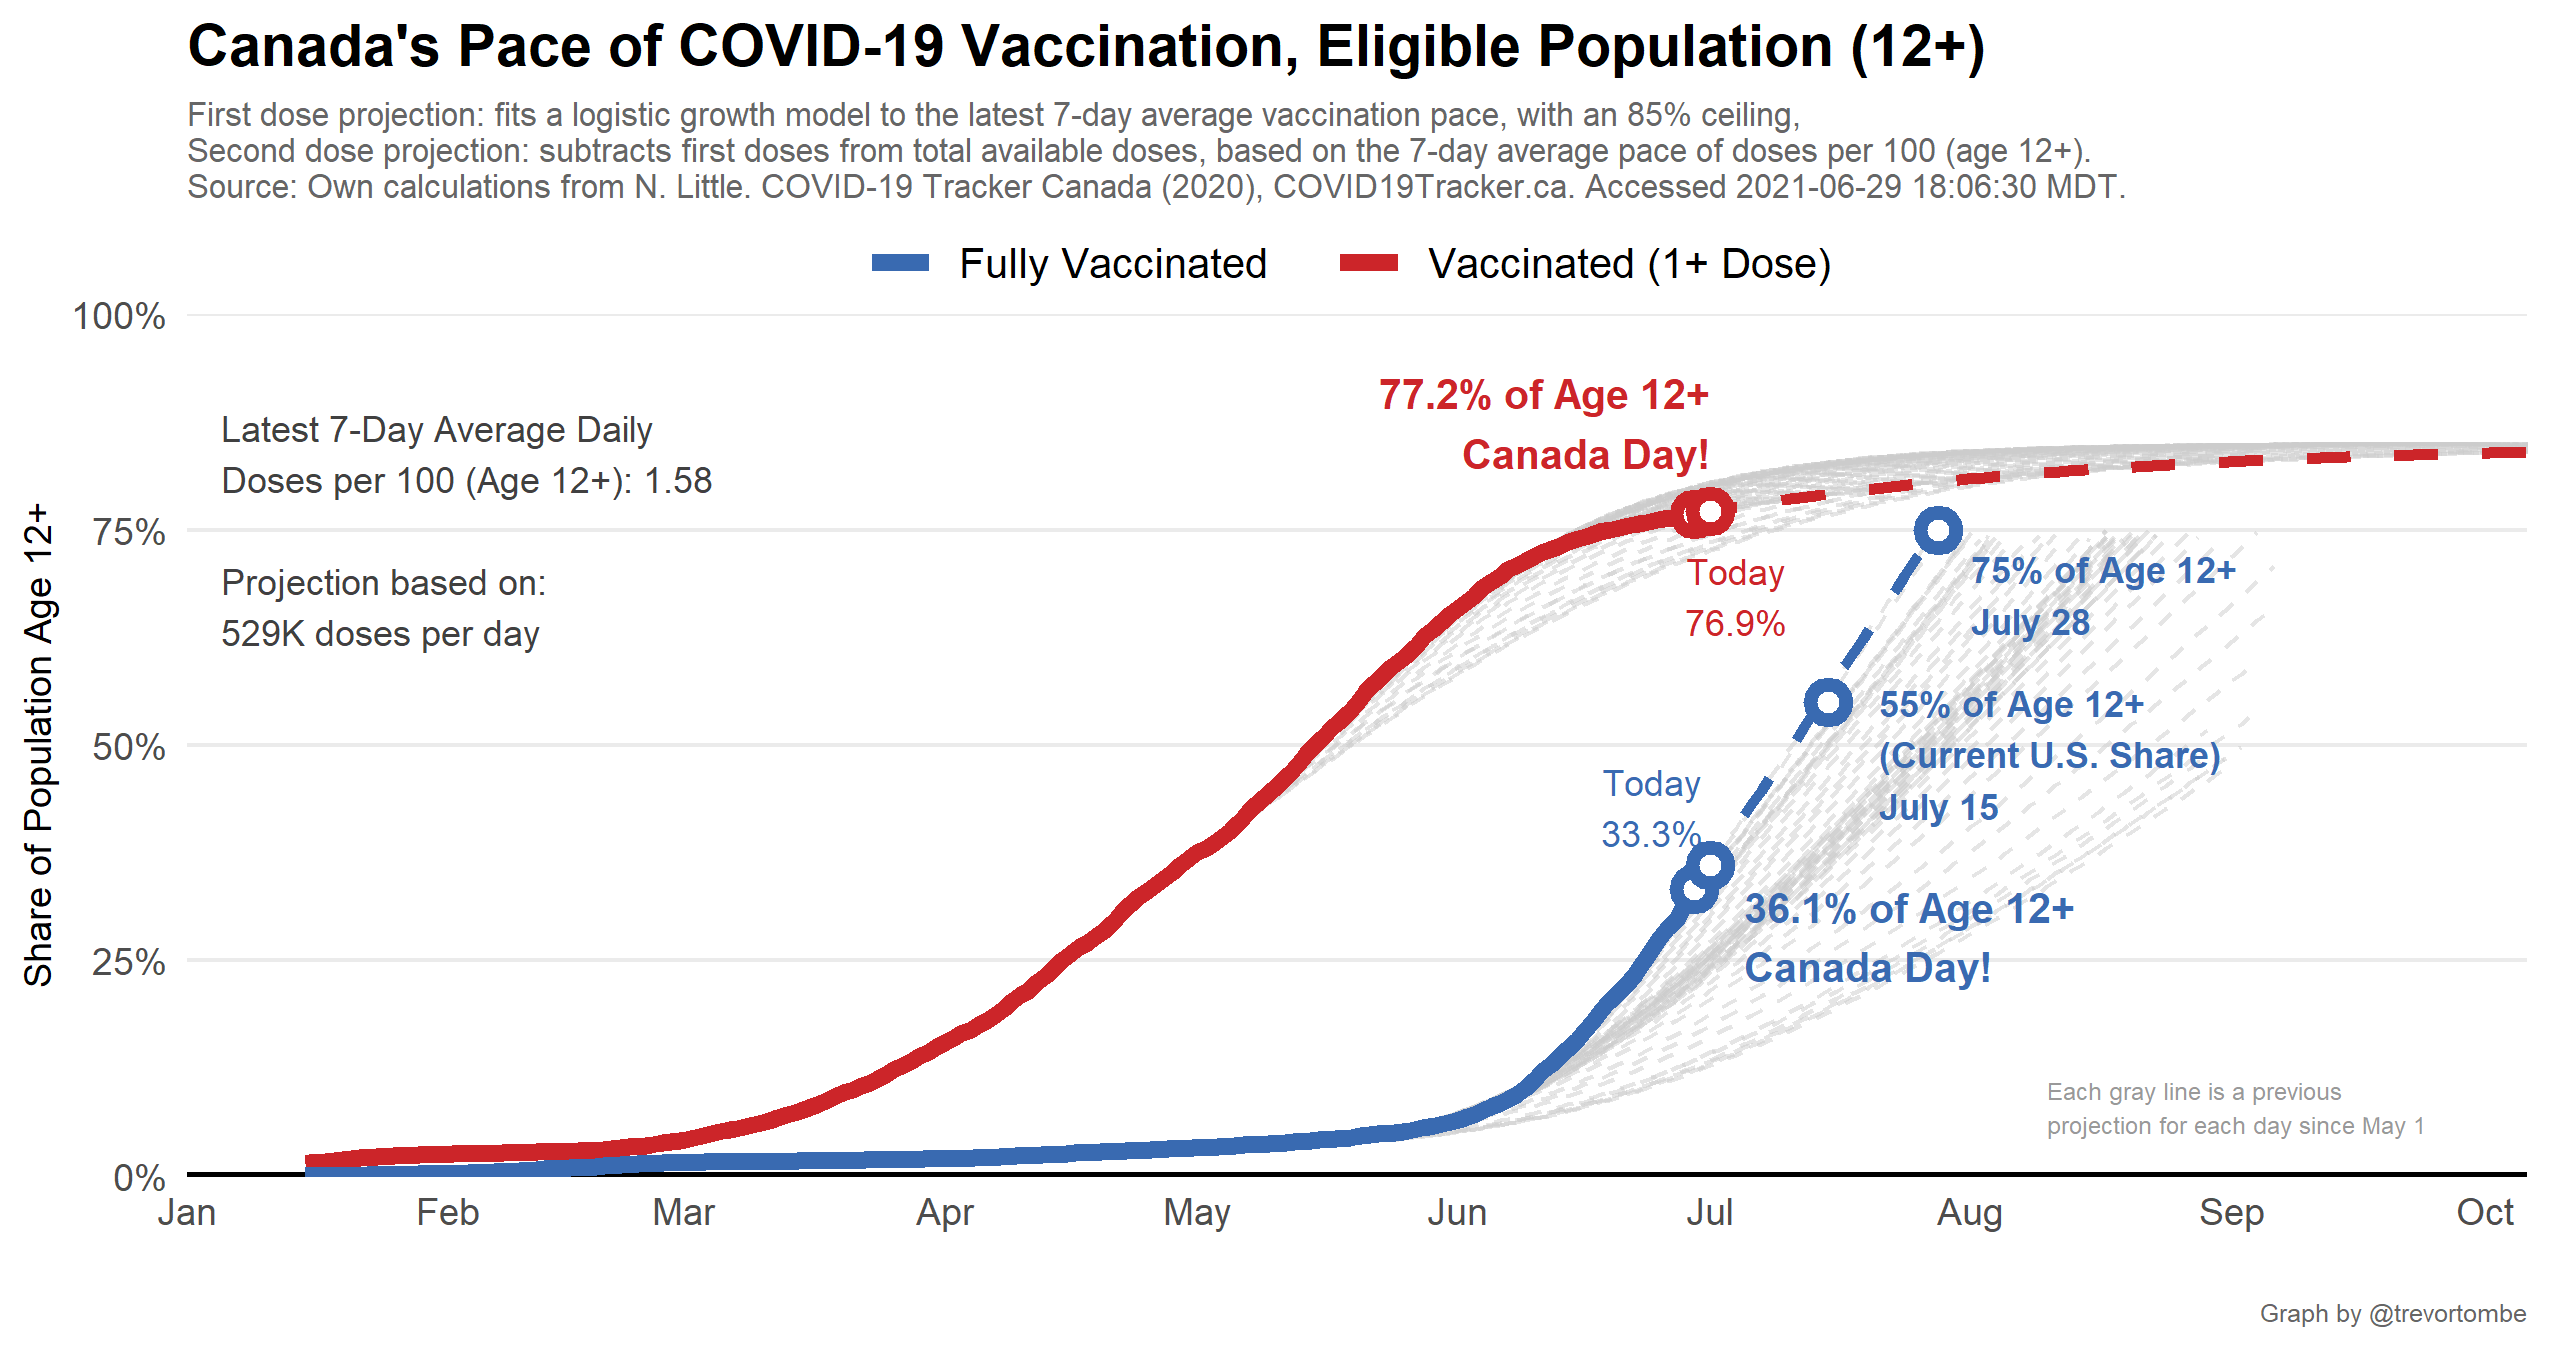 Canada's Pace of COVID-19 Vaccination, Eligible Population (12+)
First dose projection: fits a logistic growth model to the latest 7-day average vaccination pace, with an 85% ceiling,
Second dose projection: subtracts first doses from total available doses, based on the 7-day average pace of doses per 100 (age 12+).
Source: Own calculations from N. Little. COVID-19 Tracker Canada (2020), COVID19Tracker.ca. Accessed 2021-06-29 18:06:30 MDT.
Fully Vaccinated
Vaccinated (1+ Dose)
Share of Population Age 12+
100%
75%
50%
25%
0%
Latest 7-Day Average Daily
Doses per 100 (Age 12+): 1.58
Projection based on:
529K doses per day
77.2% of Age 12+
Canada Day!
Today
76.9%
75% of Age 12+
July 28
55% of Age 12+
(Current U.S. Share)
July 15
Today
33.3%
36.1% of Age 12+
Canada Day!
Each gray line is a previous
projection for each day since May 1
Jan
Feb
Mar
Apr
May
Jun
Jul
Aug
Sep
Oct
Graph by @trevortombe